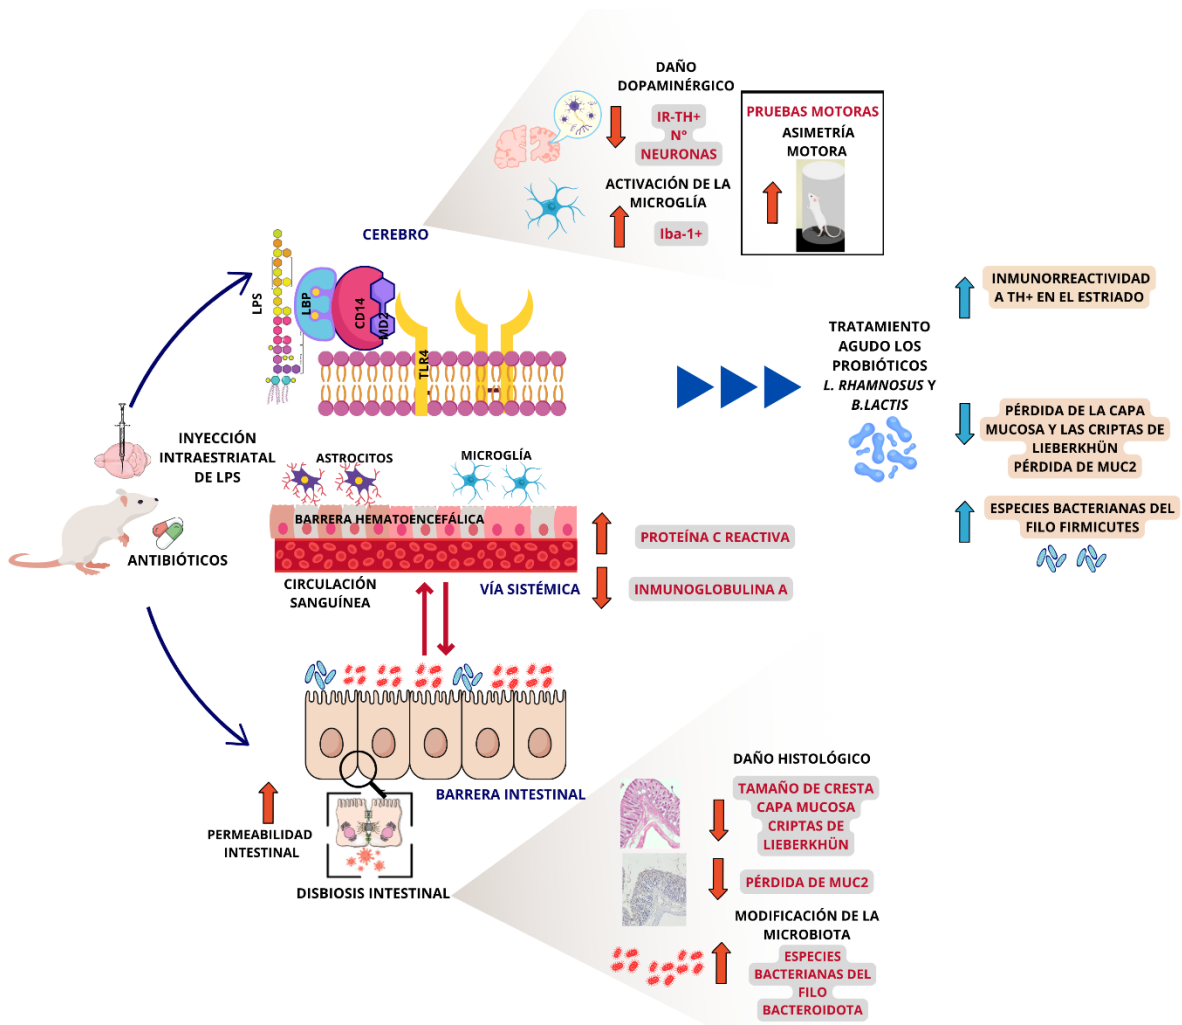 DAÑO
DOPAMINÉRGICO
IR-TH+
Nº
NEURONAS
ACTIVACIÓN DE LA
MICROGLÍA
Iba-1+
PRUEBAS MOTORAS
ASIMETRÍA
MOTORA
CEREBRO
LPS
LBP
CD14
MD2
TLR4
INYECCIÓN
INTRAESTRIATAL
DE LPS
ANTIBIÓTICOS
ASTROCITOS
MICROGLÍA
BARRERA HEMATOENCEFÁLICA
CIRCULACIÓN
SANGUÍNEA
VÍA SISTÉMICA
PROTEÍNA C REACTIVA
INMUNOGLOBULINA A
TRATAMIENTO
AGUDO LOS
PROBIÓTICOS
L. RHAMNOSUS Y
B.LACTIS
INMUNORREACTIVIDAD
A TH+ EN EL ESTRIADO
PÉRDIDA DE LA CAPA
MUCOSA Y LAS CRIPTAS DE
LIEBERKHÜN
PÉRDIDA DE MUC2
ESPECIES BACTERIANAS DEL
FILO FIRMICUTES
BARRERA INTESTINAL
PERMEABILIDAD
INTESTINAL
DISBIOSIS INTESTINAL
DAÑO HISTOLÓGICO
TAMAÑO DE CRESTA
CAPA MUCOSA
CRIPTAS DE
LIEBERKHÜN
PÉRDIDA DE MUC2
MODIFICACIÓN DE LA
MICROBIOTA
ESPECIES
BACTERIANAS DEL
FILO
BACTEROIDOTA